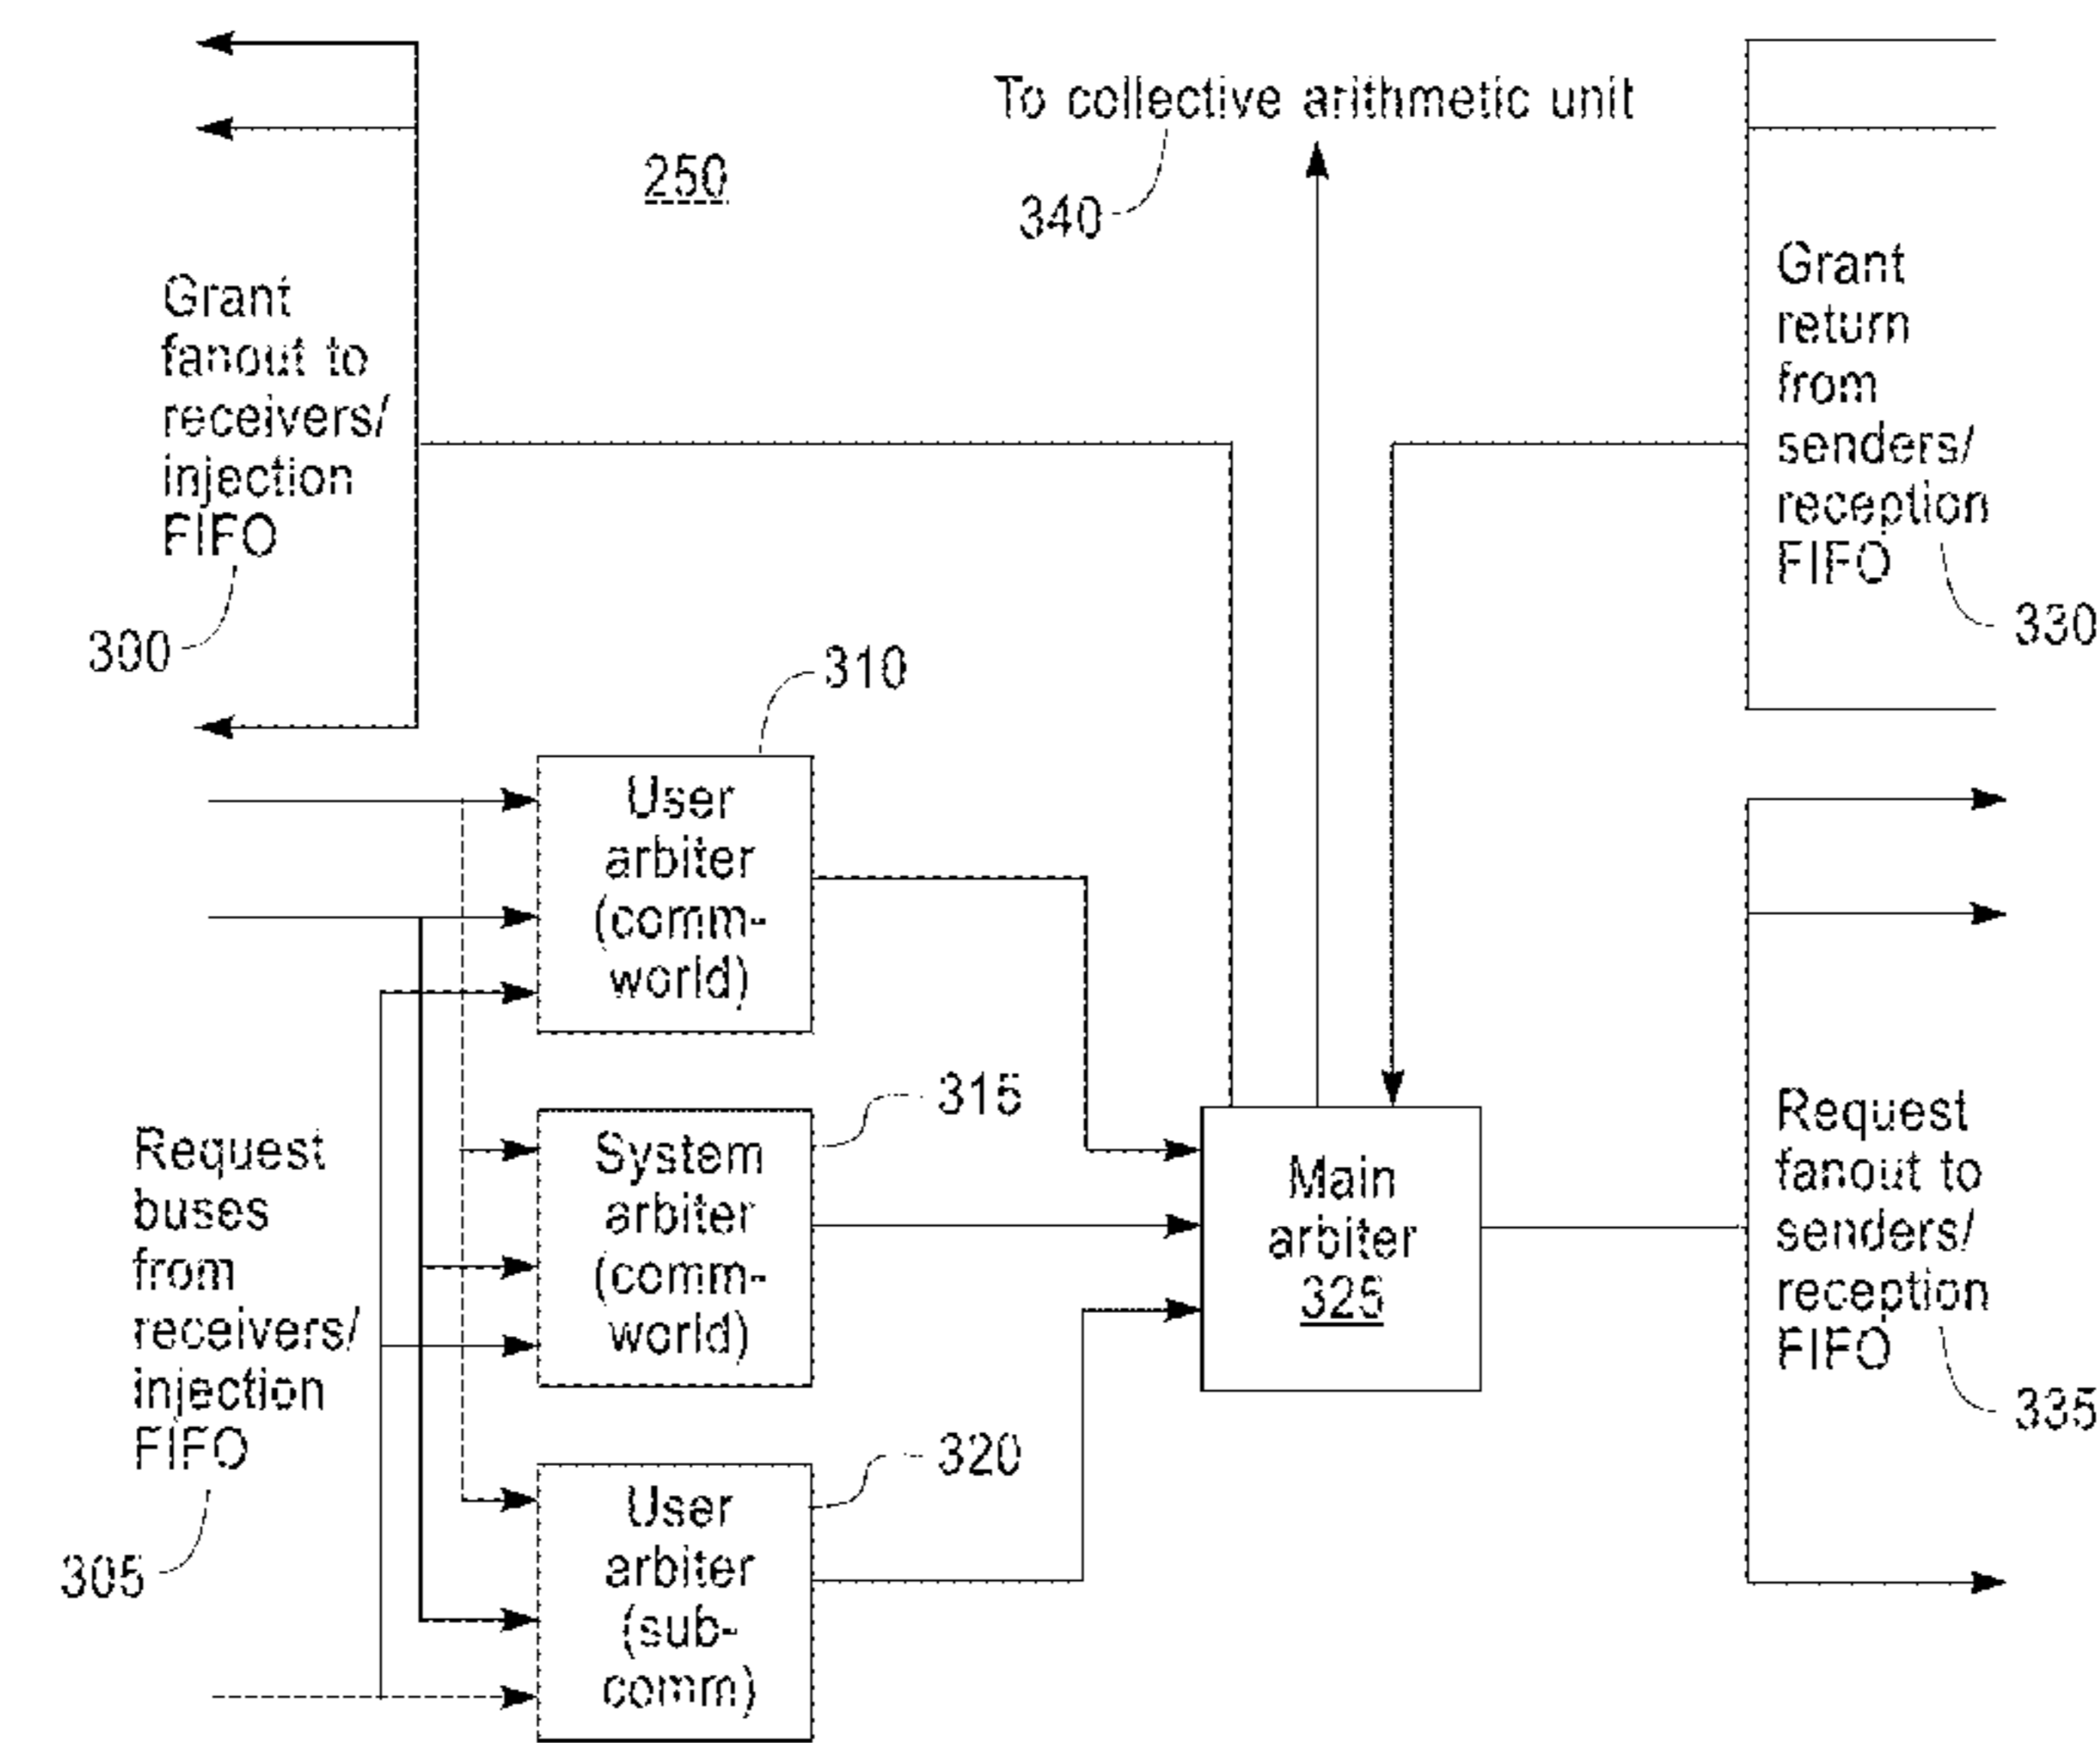 To collective arithmetic unit
340
250
Grant
fanout to
receivers/
injection
FIFO
300
Grant
return
from
senders/
reception
FIFO
330
310
User
arbiter
(comm-
world)
Request
buses
from
receivers/
injection
FIFO
305
315
System
arbiter
(comm-
world)
320
User
arbiter
(sub-
comm)
Main
arbiter
325
Request
fanout to
senders/
reception
FIFO
335